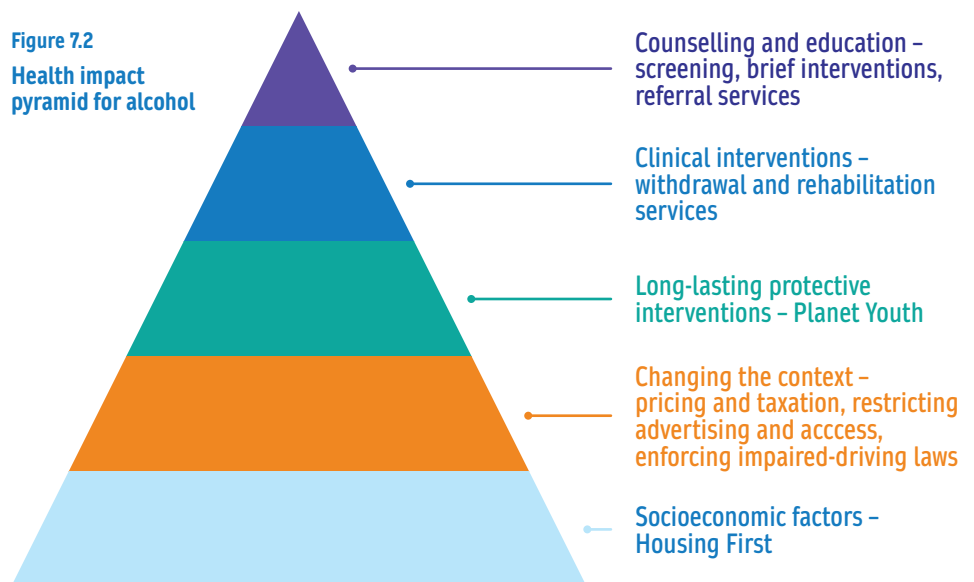 Figure 7.2
Health impact
pyramid for alcohol
Counselling and education –
screening, brief interventions,
referral services
Clinical interventions –
withdrawal and rehabilitation
services
Long-lasting protective
interventions – Planet Youth
Changing the context –
pricing and taxation, restricting
advertising and acccess,
enforcing impaired-driving laws
Socioeconomic factors –
Housing First